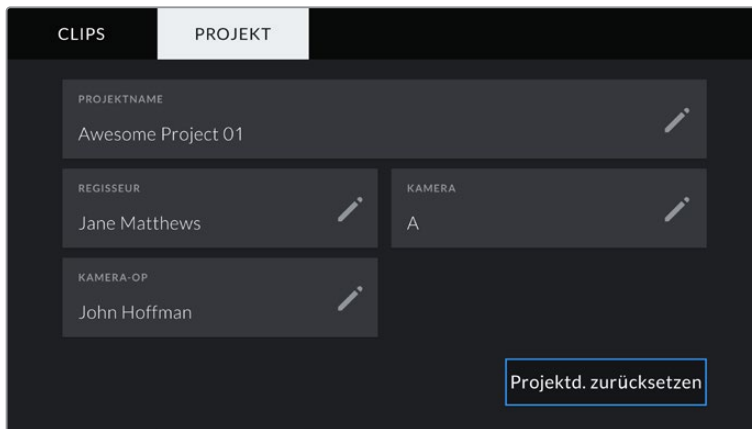 CLIPS
PROJEKT
PROJEKTNAME
Awesome Project 01
REGISSEUR
Jane Matthews
KAMERA
A
KAMERA-OP
John Hoffman
Projektd. zurücksetzen